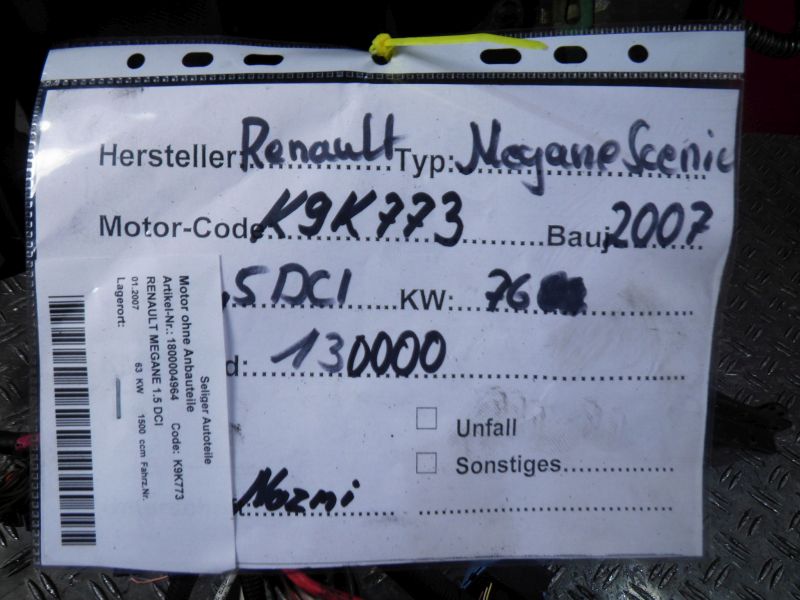 Hersteller: Renault Typ: Megane Scenic
Motor-Code K9K773 Bauj 2007
,5 DCI KW: 76
d: 130000
Unfall
Sonstiges
Nazmi
Seliger Autoteile
Motor ohne Anbauteile
Artikel-Nr.: 1800004964 Code: K9K773
RENAULT MEGANE 1.5 DCI
01.2007 63 KW 1500 ccm Fahrz.Nr.
Lagerort: